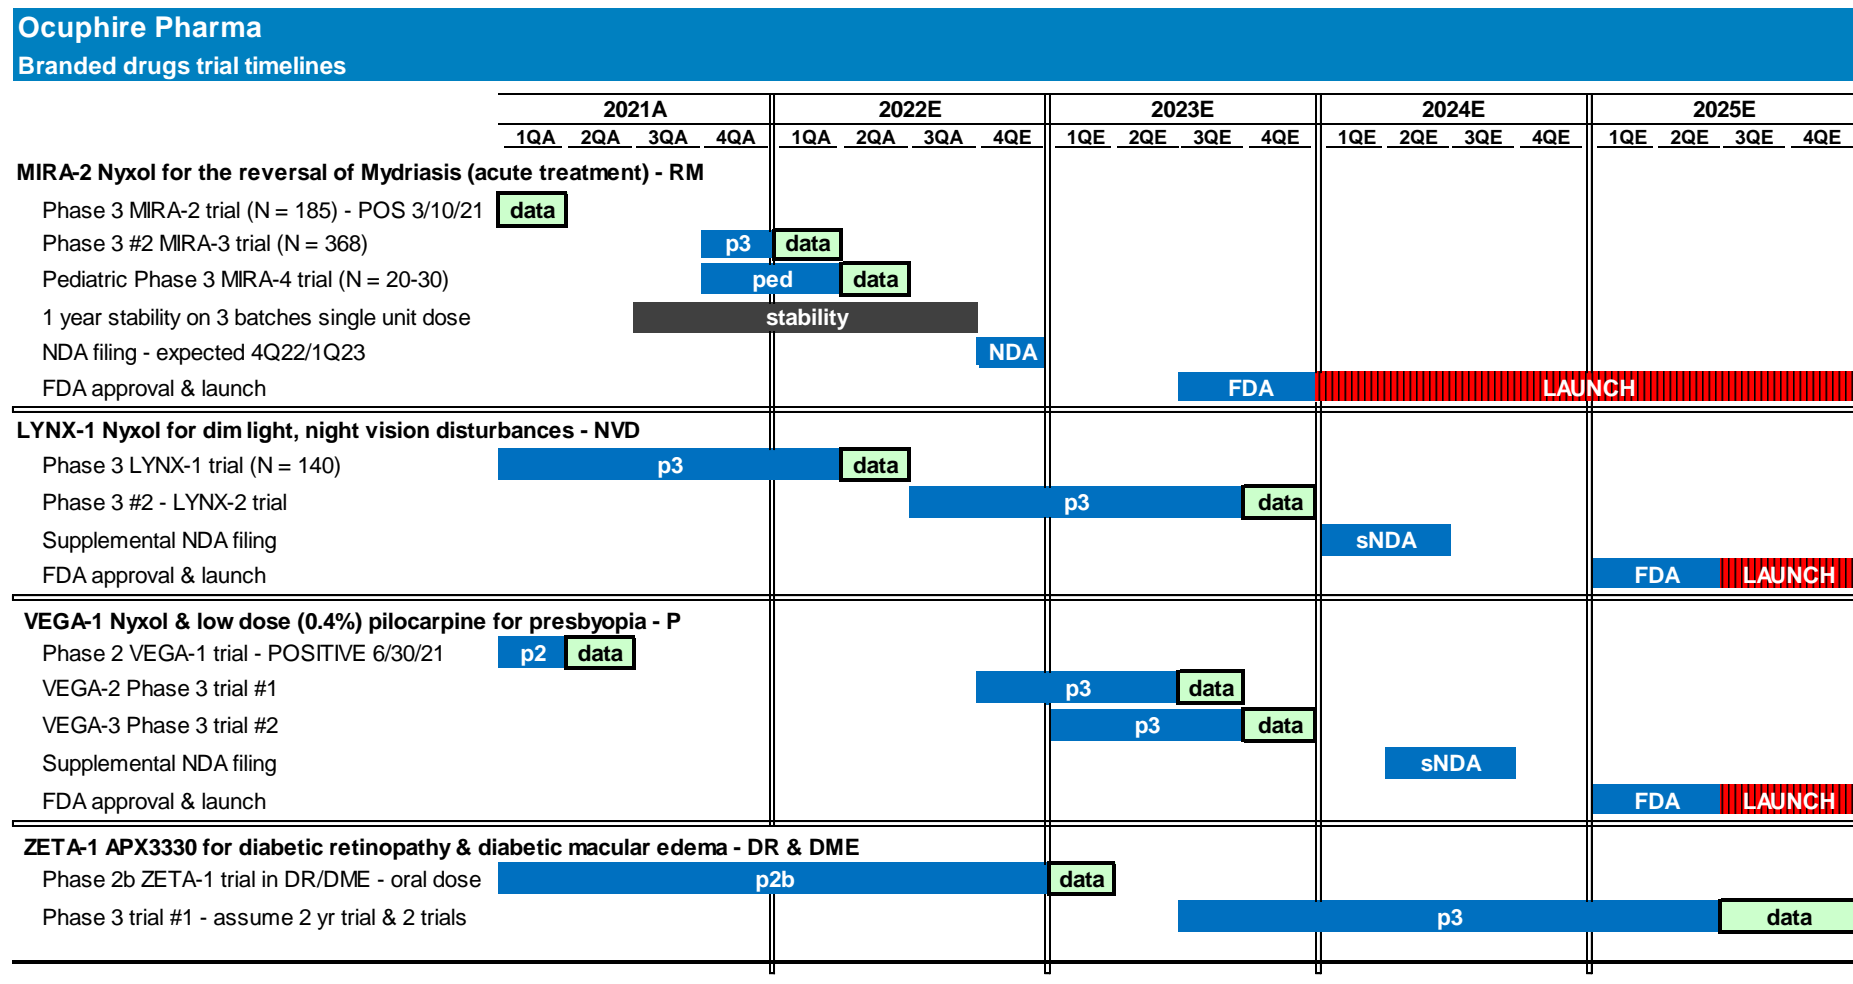 Ocuphire Pharma
Branded drugs trial timelines
2021A 2022E 2023E 2024E 2025E
1QA 2QA 3QA 4QA 1QA 2QA 3QA 4QE 1QE 2QE 3QE 4QE 1QE 2QE 3QE 4QE 1QE 2QE 3QE 4QE
MIRA-2 Nyxol for the reversal of Mydriasis (acute treatment) - RM
Phase 3 MIRA-2 trial (N = 185) - POS 3/10/21 data
Phase 3 #2 MIRA-3 trial (N = 368) p3 data
Pediatric Phase 3 MIRA-4 trial (N = 20-30) ped data
1 year stability on 3 batches single unit dose stability
NDA filing - expected 4Q22/1Q23 NDA
FDA approval & launch FDA LAUNCH
LYNX-1 Nyxol for dim light, night vision disturbances - NVD
Phase 3 LYNX-1 trial (N = 140) p3 data
Phase 3 #2 - LYNX-2 trial p3 data
Supplemental NDA filing sNDA
FDA approval & launch FDA LAUNCH
VEGA-1 Nyxol & low dose (0.4%) pilocarpine for presbyopia - P
Phase 2 VEGA-1 trial - POSITIVE 6/30/21 p2 data
VEGA-2 Phase 3 trial #1 p3 data
VEGA-3 Phase 3 trial #2 p3 data
Supplemental NDA filing sNDA
FDA approval & launch FDA LAUNCH
ZETA-1 APX3330 for diabetic retinopathy & diabetic macular edema - DR & DME
Phase 2b ZETA-1 trial in DR/DME - oral dose p2b data
Phase 3 trial #1 - assume 2 yr trial & 2 trials p3 data